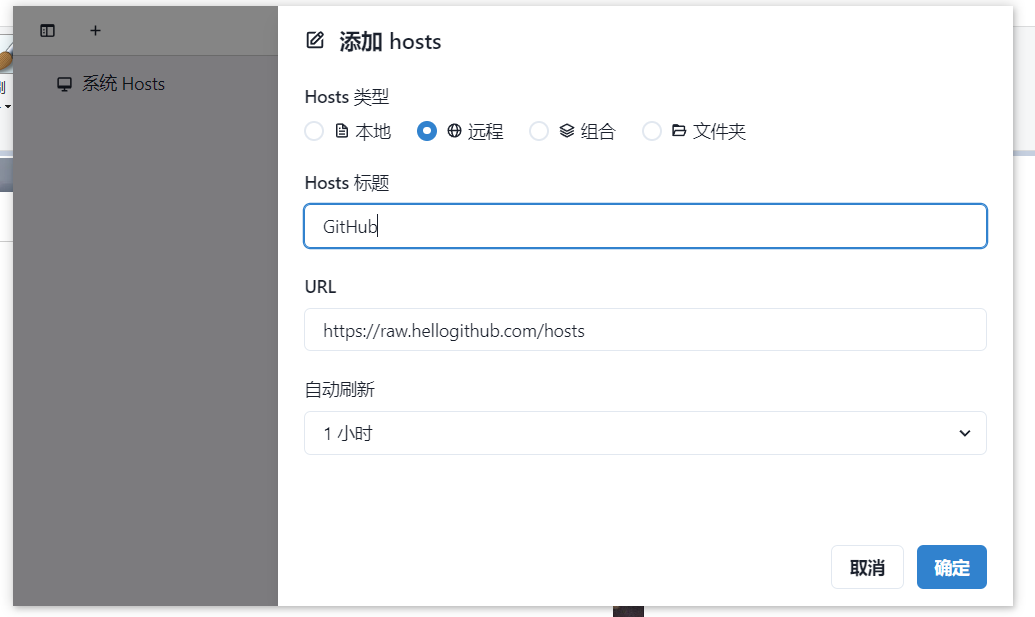 系统 Hosts
添加 hosts
Hosts 类型
本地 远程 组合 文件夹
Hosts 标题
GitHub
URL
https://raw.hellogithub.com/hosts
自动刷新
1 小时
取消 确定